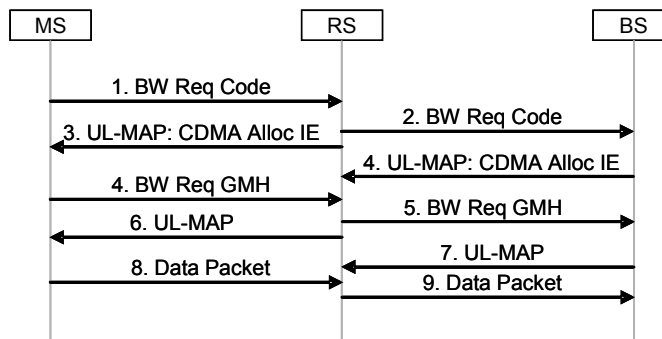 MS RS BS
1. BW Req Code
2. BW Req Code
3. UL-MAP: CDMA Alloc IE
4. UL-MAP: CDMA Alloc IE
4. BW Req GMH
5. BW Req GMH
6. UL-MAP
7. UL-MAP
8. Data Packet
9. Data Packet